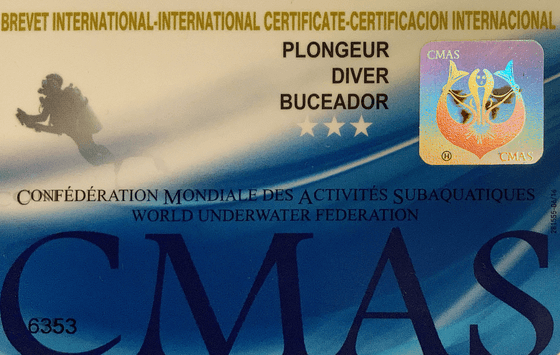 BREVET INTERNATIONAL-INTERNATIONAL CERTIFICATE-CERTIFICACION INTERNACIONAL
PLONGEUR
DIVER
BUCEADOR
CMAS
H
CMAS
CONFÉDÉRATION MONDIALE DES ACTIVITÉS SUBAQUATIQUES
WORLD UNDERWATER FEDERATION
CMAS
6353